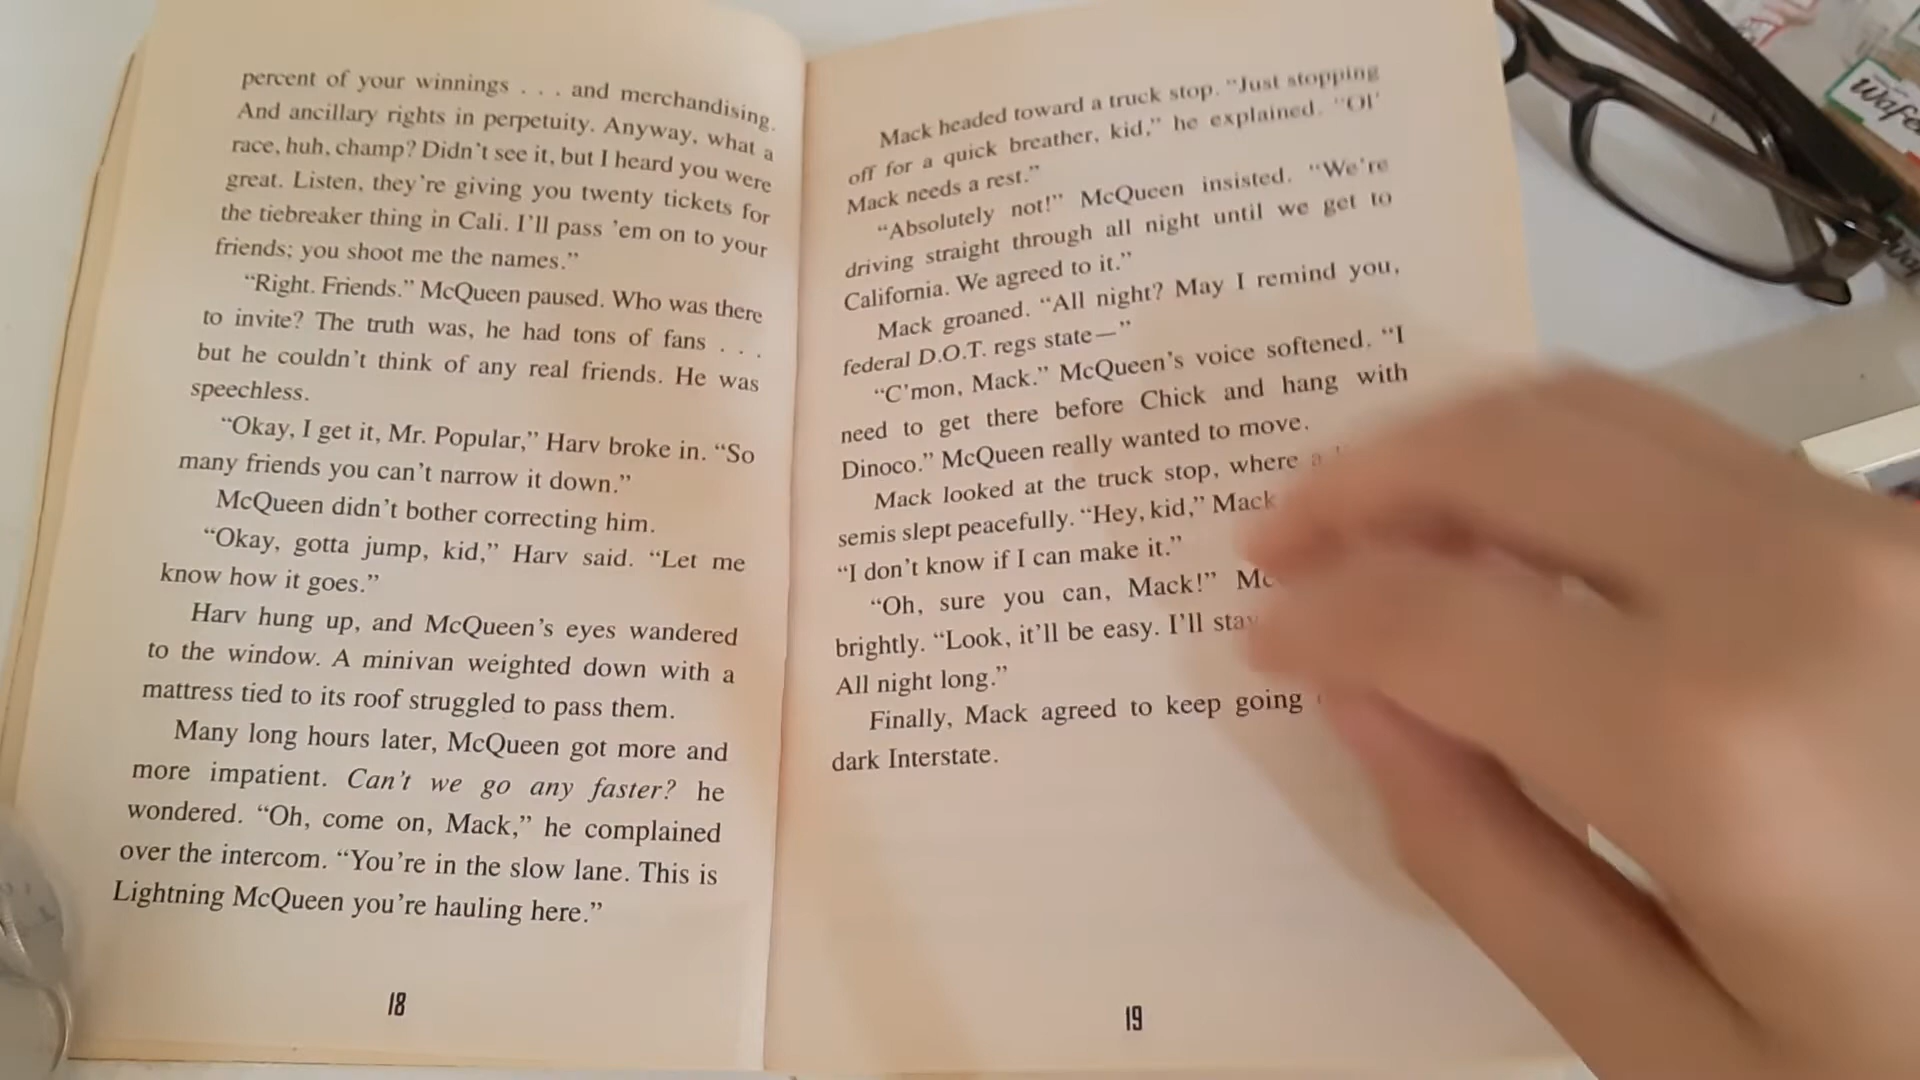 percent of your winnings . . . and merchandising.
And ancillary rights in perpetuity. Anyway, what a
race, huh, champ? Didn’t see it, but I heard you were
great. Listen, they’re giving you twenty tickets for
the tiebreaker thing in Cali. I’ll pass ’em on to your
friends; you shoot me the names.”
“Right. Friends.” McQueen paused. Who was there
to invite? The truth was, he had tons of fans . . .
but he couldn’t think of any real friends. He was
speechless.
“Okay, I get it, Mr. Popular,” Harv broke in. “So
many friends you can’t narrow it down.”
McQueen didn’t bother correcting him.
“Okay, gotta jump, kid,” Harv said. “Let me
know how it goes.”
Harv hung up, and McQueen’s eyes wandered
to the window. A minivan weighted down with a
mattress tied to its roof struggled to pass them.
Many long hours later, McQueen got more and
more impatient. Can’t we go any faster? he
wondered. “Oh, come on, Mack,” he complained
over the intercom. “You’re in the slow lane. This is
Lightning McQueen you’re hauling here.”
18
Mack headed toward a truck stop. “Just stopping
off for a quick breather, kid,” he explained. “Ol’
Mack needs a rest.”
“Absolutely not!” McQueen insisted. “We’re
driving straight through all night until we get to
California. We agreed to it.”
Mack groaned. “All night? May I remind you,
federal D.O.T. regs state—”
“C’mon, Mack.” McQueen’s voice softened. “I
need to get there before Chick and hang with
Dinoco.” McQueen really wanted to move.
Mack looked at the truck stop, where a
semis slept peacefully. “Hey, kid,” Mack
“I don’t know if I can make it.”
“Oh, sure you can, Mack!”
brightly. “Look, it’ll be easy. I’ll
All night long.”
Finally, Mack agreed to keep going
dark Interstate.
19